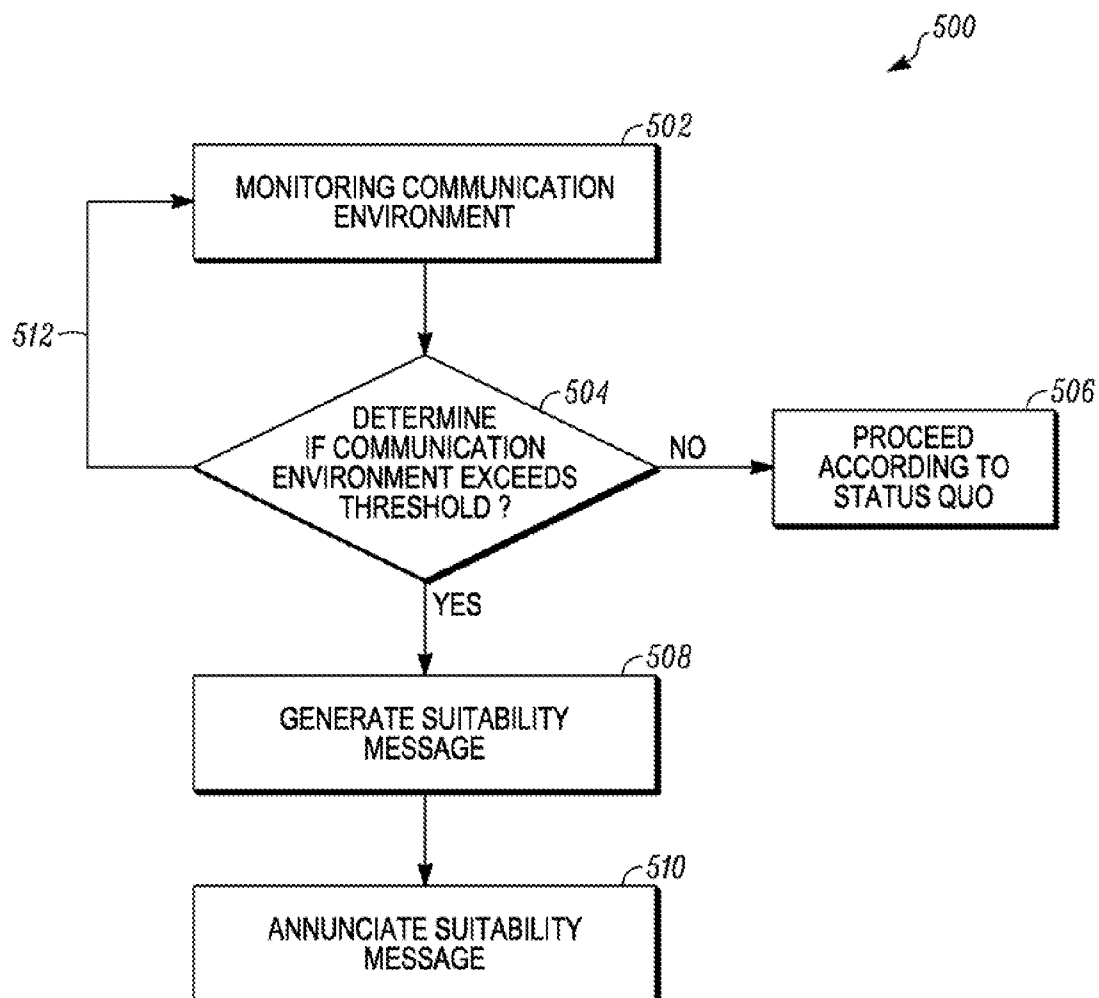 500
502
MONITORING COMMUNICATION
ENVIRONMENT
512
504
DETERMINE
IF COMMUNICATION
ENVIRONMENT EXCEEDS
THRESHOLD ?
NO
506
PROCEED
ACCORDING TO
STATUS QUO
YES
508
GENERATE SUITABILITY
MESSAGE
510
ANNUNCIATE SUITABILITY
MESSAGE